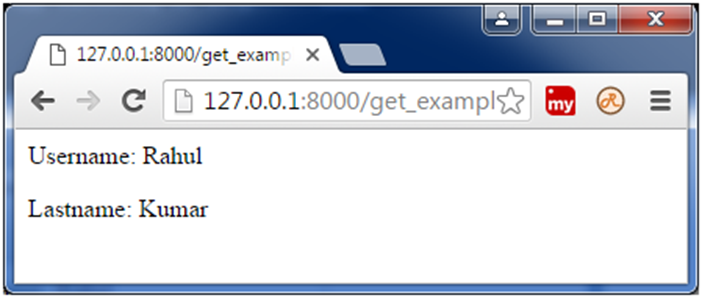 127.0.0.1:8000/get_examp
127.0.0.1:8000/get_exampl
my
Username: Rahul
Lastname: Kumar